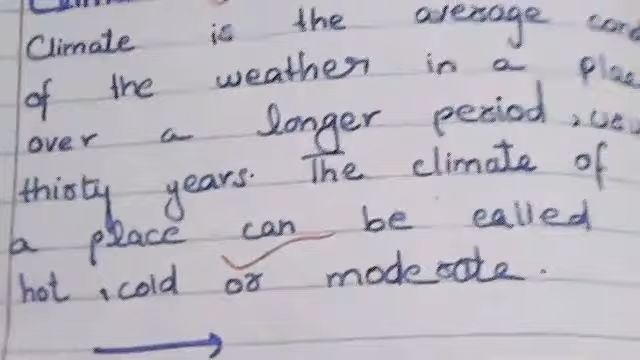 Climate is the average
of the weather in a
over a longer period,
thirty years. The climate of
a place can be called
hot, cold or moderate.